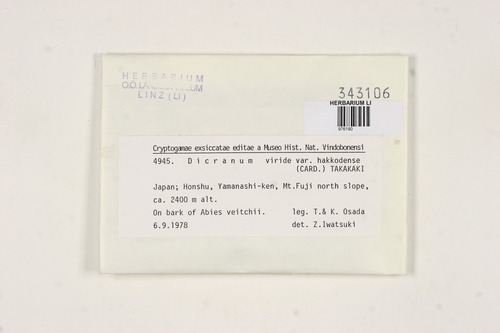 HERBARIUM
LINZ (LI)
343106
HERBARIUM LI
976190
Cryptogamae exsiccatae editae a Museo Hist. Nat. Vindobonensi
4945. Dicranum viride var. hakkodense
(CARD.) TAKAKAI
Japan; Honshu, Yamanashi-ken, Mt.Fuji north slope,
ca. 2400 m alt.
On bark of Abies veitchii. leg. T.& K. Osada
6.9.1978 det. Z.Iwatsuki